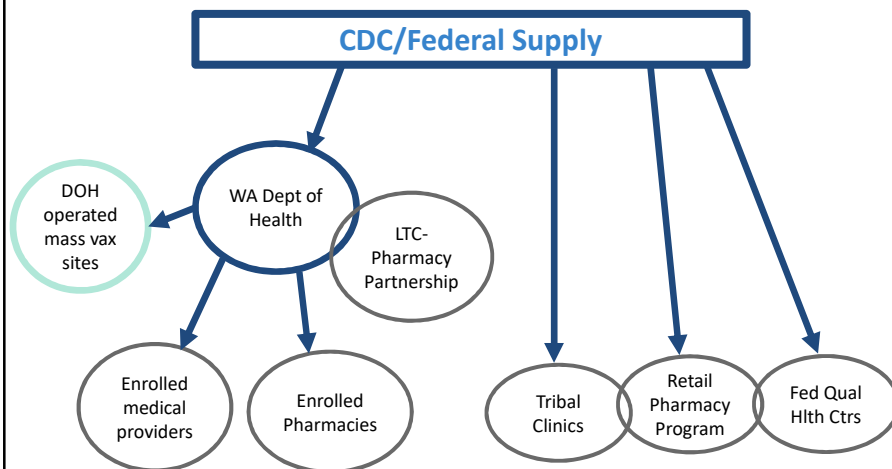 CDC/Federal Supply
DOH
operated
mass vax
sites
WA Dept of
Health
LTC-
Pharmacy
Partnership
Enrolled
medical
providers
Enrolled
Pharmacies
Tribal
Clinics
Retail
Pharmacy
Program
Fed Qual
Hlth Ctrs